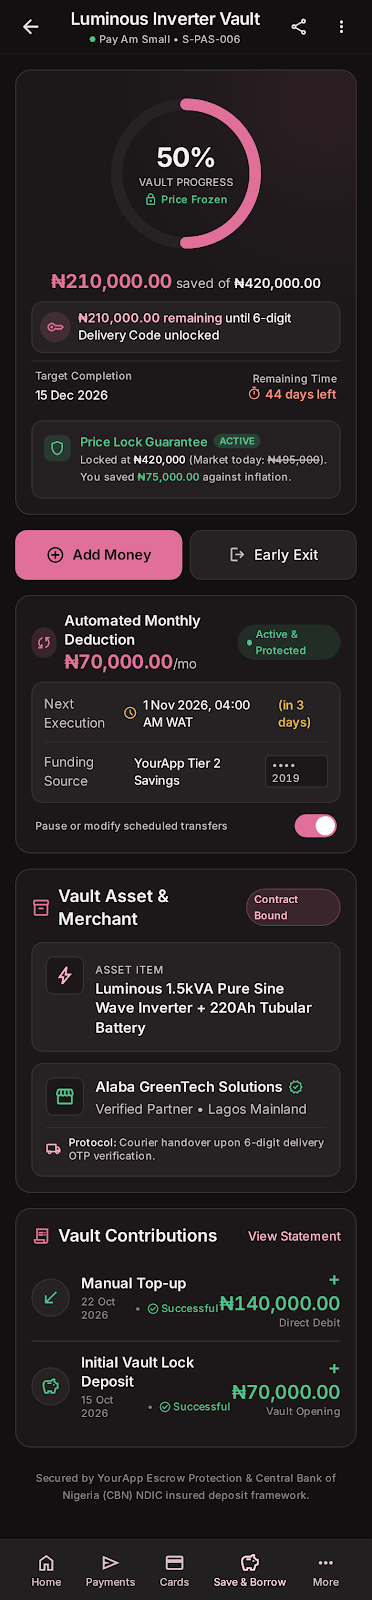 Luminous Inverter Vault
Pay Am Small • S-PAS-006
50%
VAULT PROGRESS
Price Frozen
₦210,000.00 saved of ₦420,000.00
₦210,000.00 remaining until 6-digit
Delivery Code unlocked
Target Completion
15 Dec 2026
Remaining Time
44 days left
Price Lock Guarantee ACTIVE
Locked at ₦420,000 (Market today: ₦495,000).
You saved ₦75,000.00 against inflation.
Add Money
Early Exit
Automated Monthly
Deduction
₦70,000.00/mo
Active &
Protected
Next
Execution
1 Nov 2026, 04:00
AM WAT
(in 3
days)
Funding
Source
YourApp Tier 2
Savings
••••
2019
Pause or modify scheduled transfers
Vault Asset &
Merchant
Contract
Bound
ASSET ITEM
Luminous 1.5kVA Pure Sine
Wave Inverter + 220Ah Tubular
Battery
Alaba GreenTech Solutions
Verified Partner • Lagos Mainland
Protocol: Courier handover upon 6-digit delivery
OTP verification.
Vault Contributions
View Statement
Manual Top-up
22 Oct
2026
• Successful
+
₦140,000.00
Direct Debit
Initial Vault Lock
Deposit
15 Oct
2026
• Successful
+
₦70,000.00
Vault Opening
Secured by YourApp Escrow Protection & Central Bank of
Nigeria (CBN) NDIC insured deposit framework.
Home
Payments
Cards
Save & Borrow
More